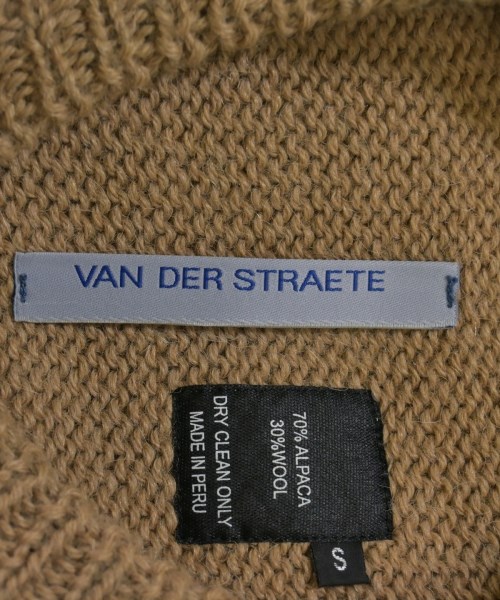 VAN DER STRAETE
70% ALPACA
30%WOOL
DRY CLEAN ONLY
MADE IN PERU
S